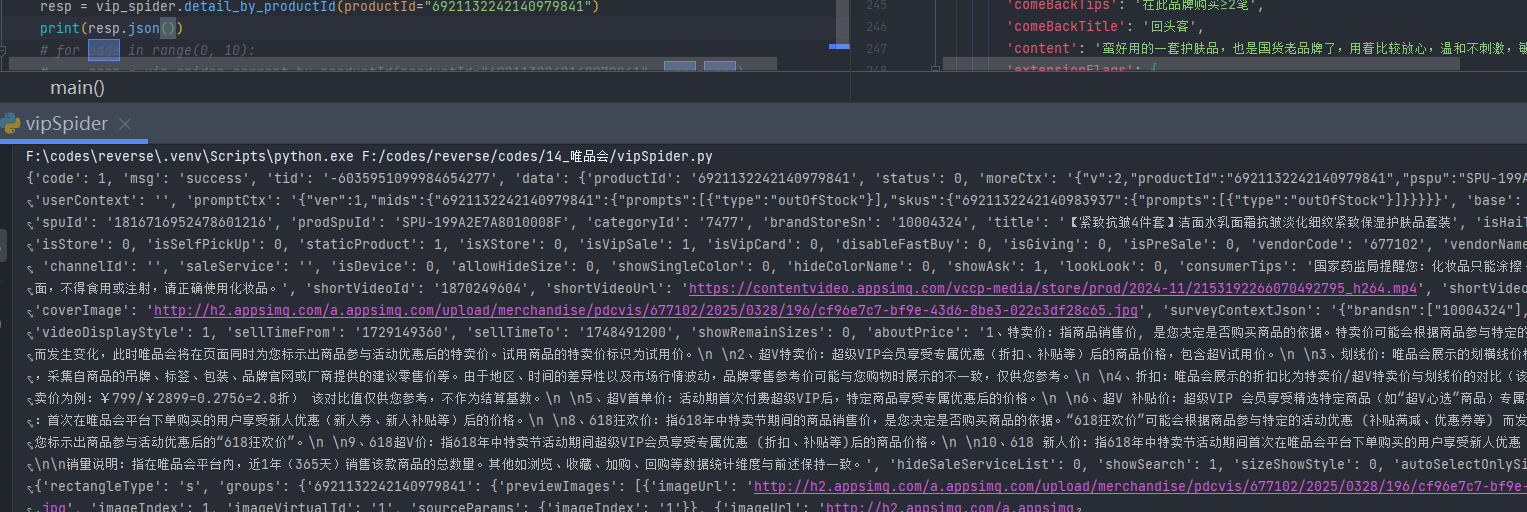 resp = vip_spider.detail_by_productId(productId="6921132242140979841")
print(resp.json())
# for page in range(0, 10):
main()
245 'comeBackTips': '在此品牌购买≥2笔',
246 'comeBackTitle': '回头客',
247 'content': '蛮好用的一套护肤品，也是国货老品牌了，用着比较放心，温和不刺激，敏
248 'extensionFlags': {
vipSpider
F:\codes\reverse\.venv\Scripts\python.exe F:/codes/reverse/codes/14_唯品会/vipSpider.py
{'code': 1, 'msg': 'success', 'tid': '-6035951099984654277', 'data': {'productId': '6921132242140979841', 'status': 0, 'moreCtx': '{"v":2,"productId":"6921132242140979841","pspu":"SPU-199A
'userContext': '', 'promptCtx': '{"ver":1,"mids":{"6921132242140979841":{"prompts":[{"type":"outOfStock"}],"skus":{"6921132242140983937":{"prompts":[{"type":"outOfStock"}]}}}}}', 'base':
'spuId': '1816716952478601216', 'prodSpuId': 'SPU-199A2E7A8010008F', 'categoryId': '7477', 'brandStoreSn': '10004324', 'title': '【紧致抗皱4件套】洁面水乳面霜抗皱淡化细纹紧致保湿护肤品套装', 'isHaiT
'isStore': 0, 'isSelfPickUp': 0, 'staticProduct': 1, 'isXStore': 0, 'isVipSale': 1, 'isVipCard': 0, 'disableFastBuy': 0, 'isGiving': 0, 'isPreSale': 0, 'vendorCode': '677102', 'vendorName
'channelId': '', 'saleService': '', 'isDevice': 0, 'allowHideSize': 0, 'showSingleColor': 0, 'hideColorName': 0, 'showAsk': 1, 'lookLook': 0, 'consumerTips': '国家药监局提醒您：化妆品只能涂擦
面，不得食用或注射，请正确使用化妆品。', 'shortVideoId': '1870249604', 'shortVideoUrl': 'https://contentvideo.appsimg.com/vccp-media/store/prod/2024-11/2153192266070492795_h264.mp4', 'shortVideo
'coverImage': 'http://h2.appsimg.com/a.appsimg.com/upload/merchandise/pdcvis/677102/2025/0328/196/cf96e7c7-bf9e-43d6-8be3-022c3df28c65.jpg', 'surveyContextJson': '{"brandsn":["10004324"],
'videoDisplayStyle': 1, 'sellTimeFrom': '1729149360', 'sellTimeTo': '1748491200', 'showRemainSizes': 0, 'aboutPrice': '1、特卖价：指商品销售价, 是您决定是否购买商品的依据。特卖价可能会根据商品参与特定的
而发生变化，此时唯品会将在页面同时为您标示出商品参与活动优惠后的特卖价。试用商品的特卖价标识为试用价。\n \n2、超V特卖价：超级VIP会员享受专属优惠（折扣、补贴等）后的商品价格，包含超V试用价。\n \n3、划线价：唯品会展示的划横线价格
，采集自商品的吊牌、标签、包装、品牌官网或厂商提供的建议零售价等。由于地区、时间的差异性以及市场行情波动，品牌零售参考价可能与您购物时展示的不一致，仅供您参考。\n \n4、折扣：唯品会展示的折扣比为特卖价/超V特卖价与划线价的对比（该
卖价为例：￥799/￥2899=0.2756=2.8折） 该对比值仅供您参考，不作为结算基数。\n \n5、超V首单价：活动期首次付费超级VIP后，特定商品享受专属优惠后的价格。\n \n6、超V 补贴价：超级VIP 会员享受精选特定商品（如“超V心选”商品）专属补
：首次在唯品会平台下单购买的用户享受新人优惠（新人券、新人补贴等）后的价格。\n \n8、618狂欢价：指618年中特卖节期间的商品销售价，是您决定是否购买商品的依据。“618狂欢价”可能会根据商品参与特定的活动优惠 (补贴满减、优惠券等) 而发
您标示出商品参与活动优惠后的“618狂欢价”。\n \n9、618超V价：指618年中特卖节活动期间超级VIP会员享受专属优惠 (折扣、补贴等)后的商品价格。\n \n10、618 新人价：指618年中特卖节活动期间首次在唯品会平台下单购买的用户享受新人优惠（
\n\n销量说明：指在唯品会平台内，近1年（365天）销售该款商品的总数量。其他如浏览、收藏、加购、回购等数据统计维度与前述保持一致。', 'hideSaleServiceList': 0, 'showSearch': 1, 'sizeShowStyle': 0, 'autoSelectOnlySi
{'rectangleType': 's', 'groups': {'6921132242140979841': {'previewImages': [{'imageUrl': 'http://h2.appsimg.com/a.appsimg.com/upload/merchandise/pdcvis/677102/2025/0328/196/cf96e7c7-bf9e-
.jpg', 'imageIndex': 1, 'imageVirtualId': '1', 'sourceParams': {'imageIndex': '1'}}, {'imageUrl': 'http://h2.appsimg.com/a.appsimg.